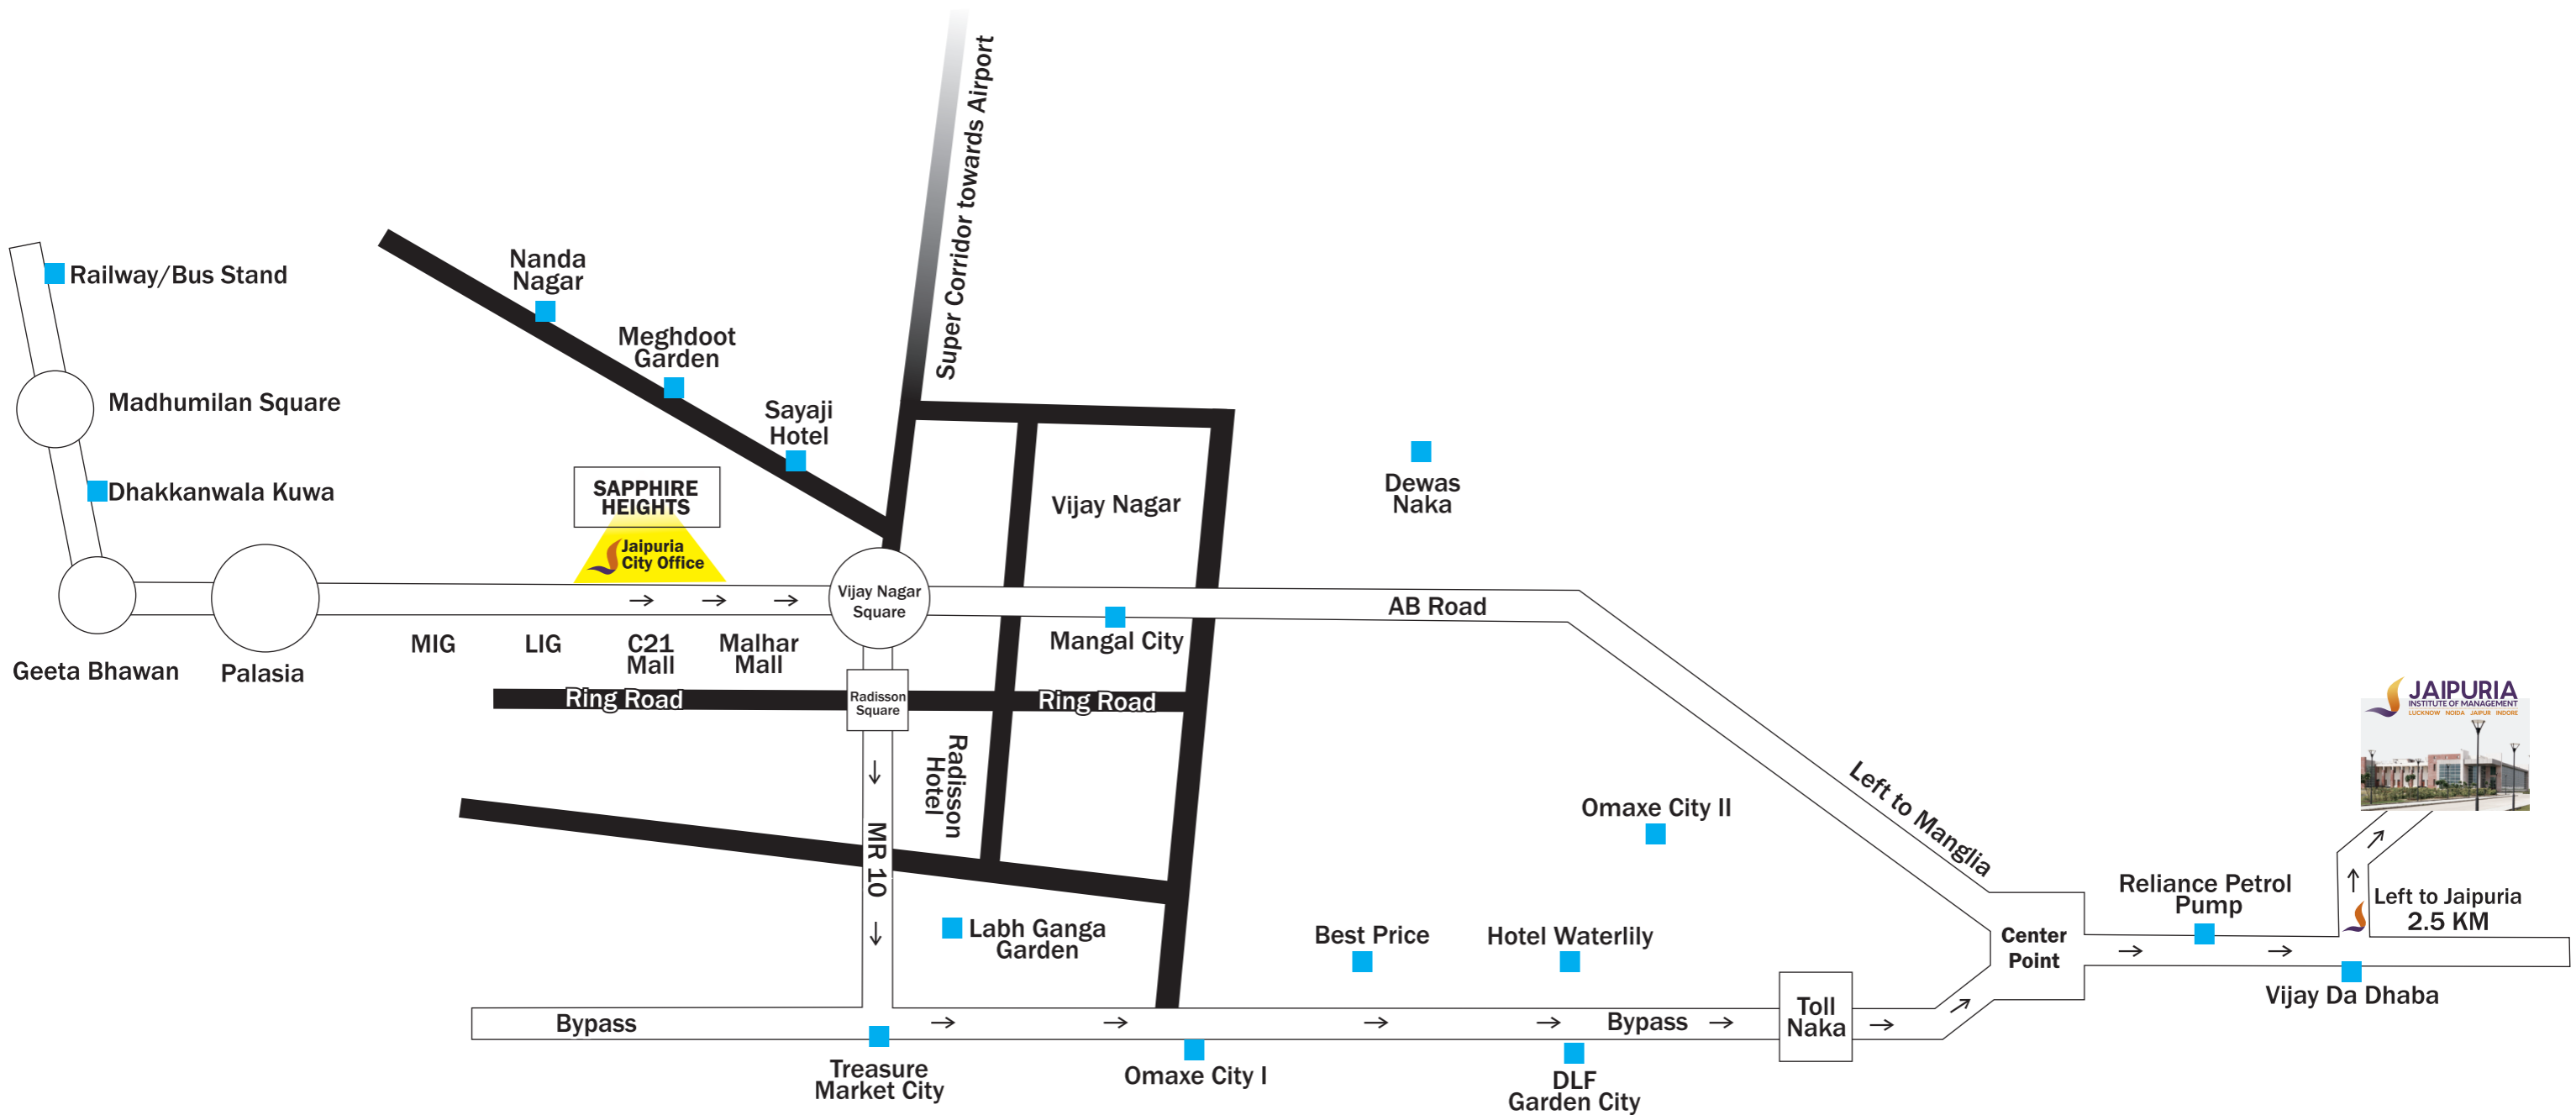 Super Corridor towards Airport
Railway/Bus Stand
Nanda
Nagar
Meghdoot
Garden
Madhumilan Square
Sayaji
Hotel
Dhakkanwala Kuwa
SAPPHIRE
HEIGHTS
Jaipuria
City Office
Vijay Nagar
Dewas
Naka
Vijay Nagar
Square
AB Road
Geeta Bhawan
Palasia
MIG
LIG
C21
Mall
Malhar
Mall
Mangal City
Ring Road
Radisson
Square
Ring Road
Radissson
Hotel
MR 10
Left to Manglia
Omaxe City II
JAIPURIA
INSTITUTE OF MANAGEMENT
LUCKNOW NOIDA JAIPUR INDORE
Reliance Petrol
Pump
Left to Jaipuria
2.5 KM
Labh Ganga
Garden
Best Price
Hotel Waterlily
Center
Point
Vijay Da Dhaba
Bypass
Bypass
Toll
Naka
Treasure
Market City
Omaxe City I
DLF
Garden City